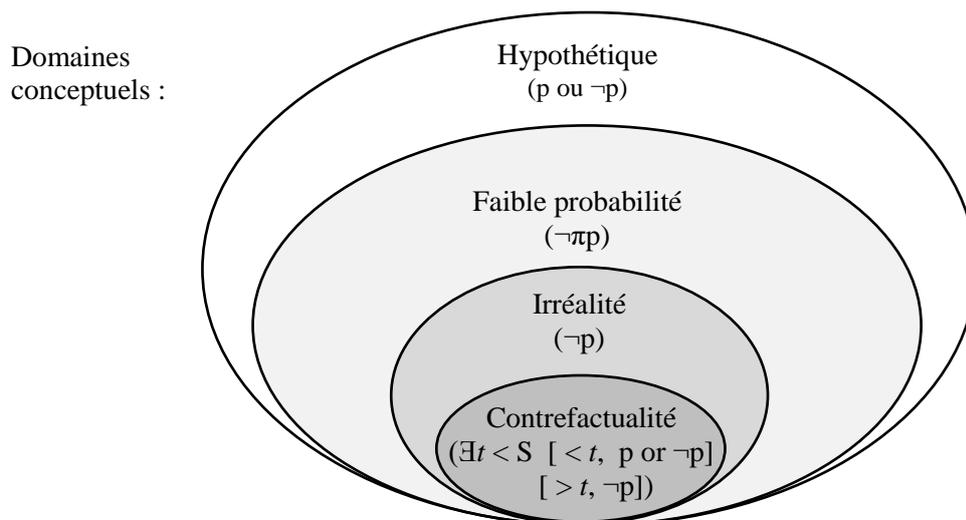 Domaines
conceptuels :
Hypothétique
(p ou ¬p)
Faible probabilité
(¬πp)
Irréalité
(¬p)
Contrefactualité
(∃t < S [ < t, p or ¬p]
[ > t, ¬p])